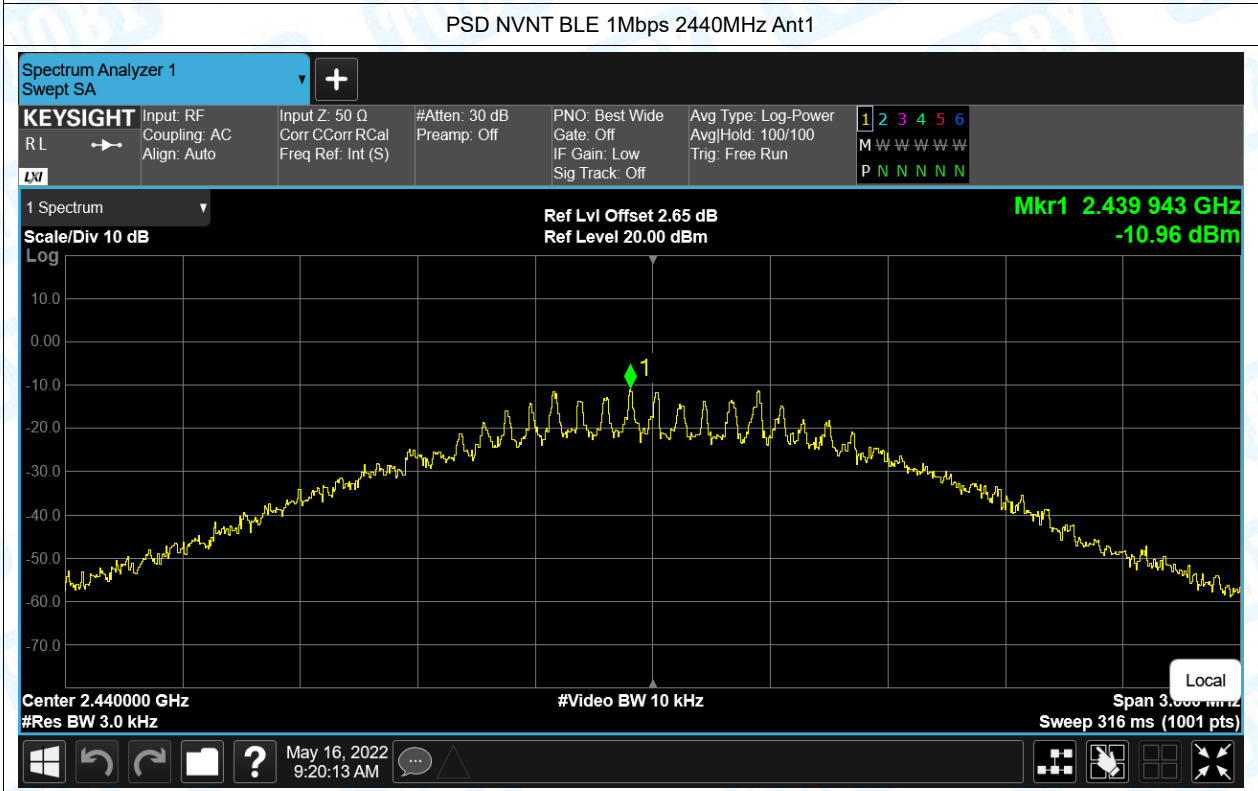 PSD NVNT BLE 1Mbps 2440MHz Ant1
Spectrum Analyzer 1
Swept SA
KEYSIGHT
R L
LXI
Input: RF
Coupling: AC
Align: Auto
Input Z: 50 Ω
Corr CCorr RCal
Freq Ref: Int (S)
#Atten: 30 dB
Preamp: Off
PNO: Best Wide
Gate: Off
IF Gain: Low
Sig Track: Off
Avg Type: Log-Power
Avg|Hold: 100/100
Trig: Free Run
1 2 3 4 5 6
M W W W W W
P N N N N N
1 Spectrum
Scale/Div 10 dB
Log
Ref Lvl Offset 2.65 dB
Ref Level 20.00 dBm
Mkr1 2.439 943 GHz
-10.96 dBm
10.0
0.00
1
-10.0
-20.0
-30.0
-40.0
-50.0
-60.0
-70.0
Local
Center 2.440000 GHz
#Video BW 10 kHz
Span 3.000 MHz
#Res BW 3.0 kHz
Sweep 316 ms (1001 pts)
?
May 16, 2022
9:20:13 AM